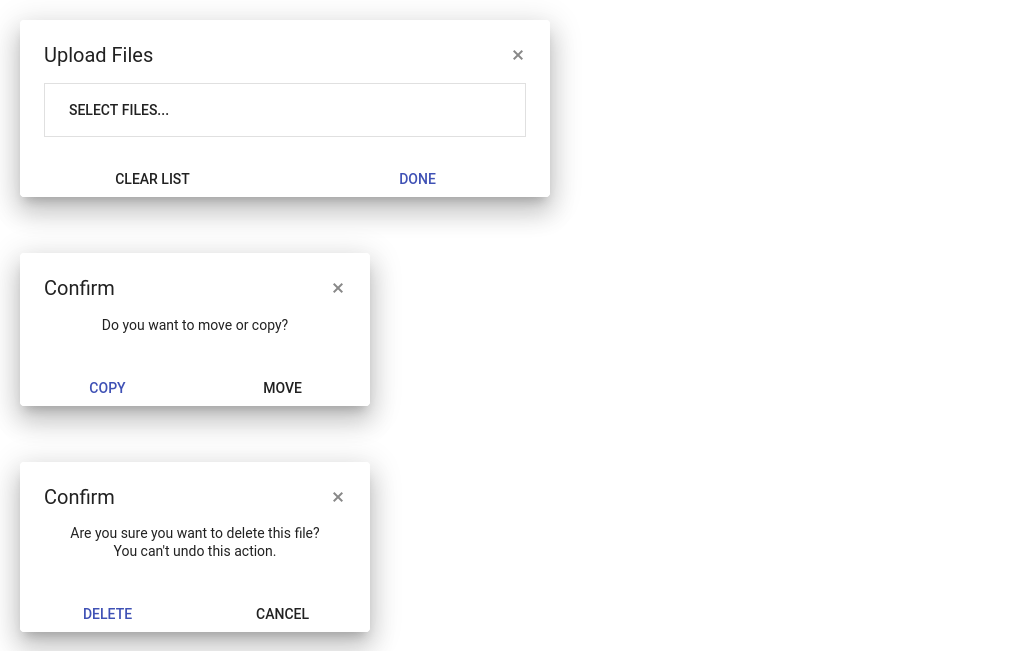 Upload Files ×
SELECT FILES...
CLEAR LIST DONE
Confirm ×
Do you want to move or copy?
COPY MOVE
Confirm ×
Are you sure you want to delete this file?
You can't undo this action.
DELETE CANCEL